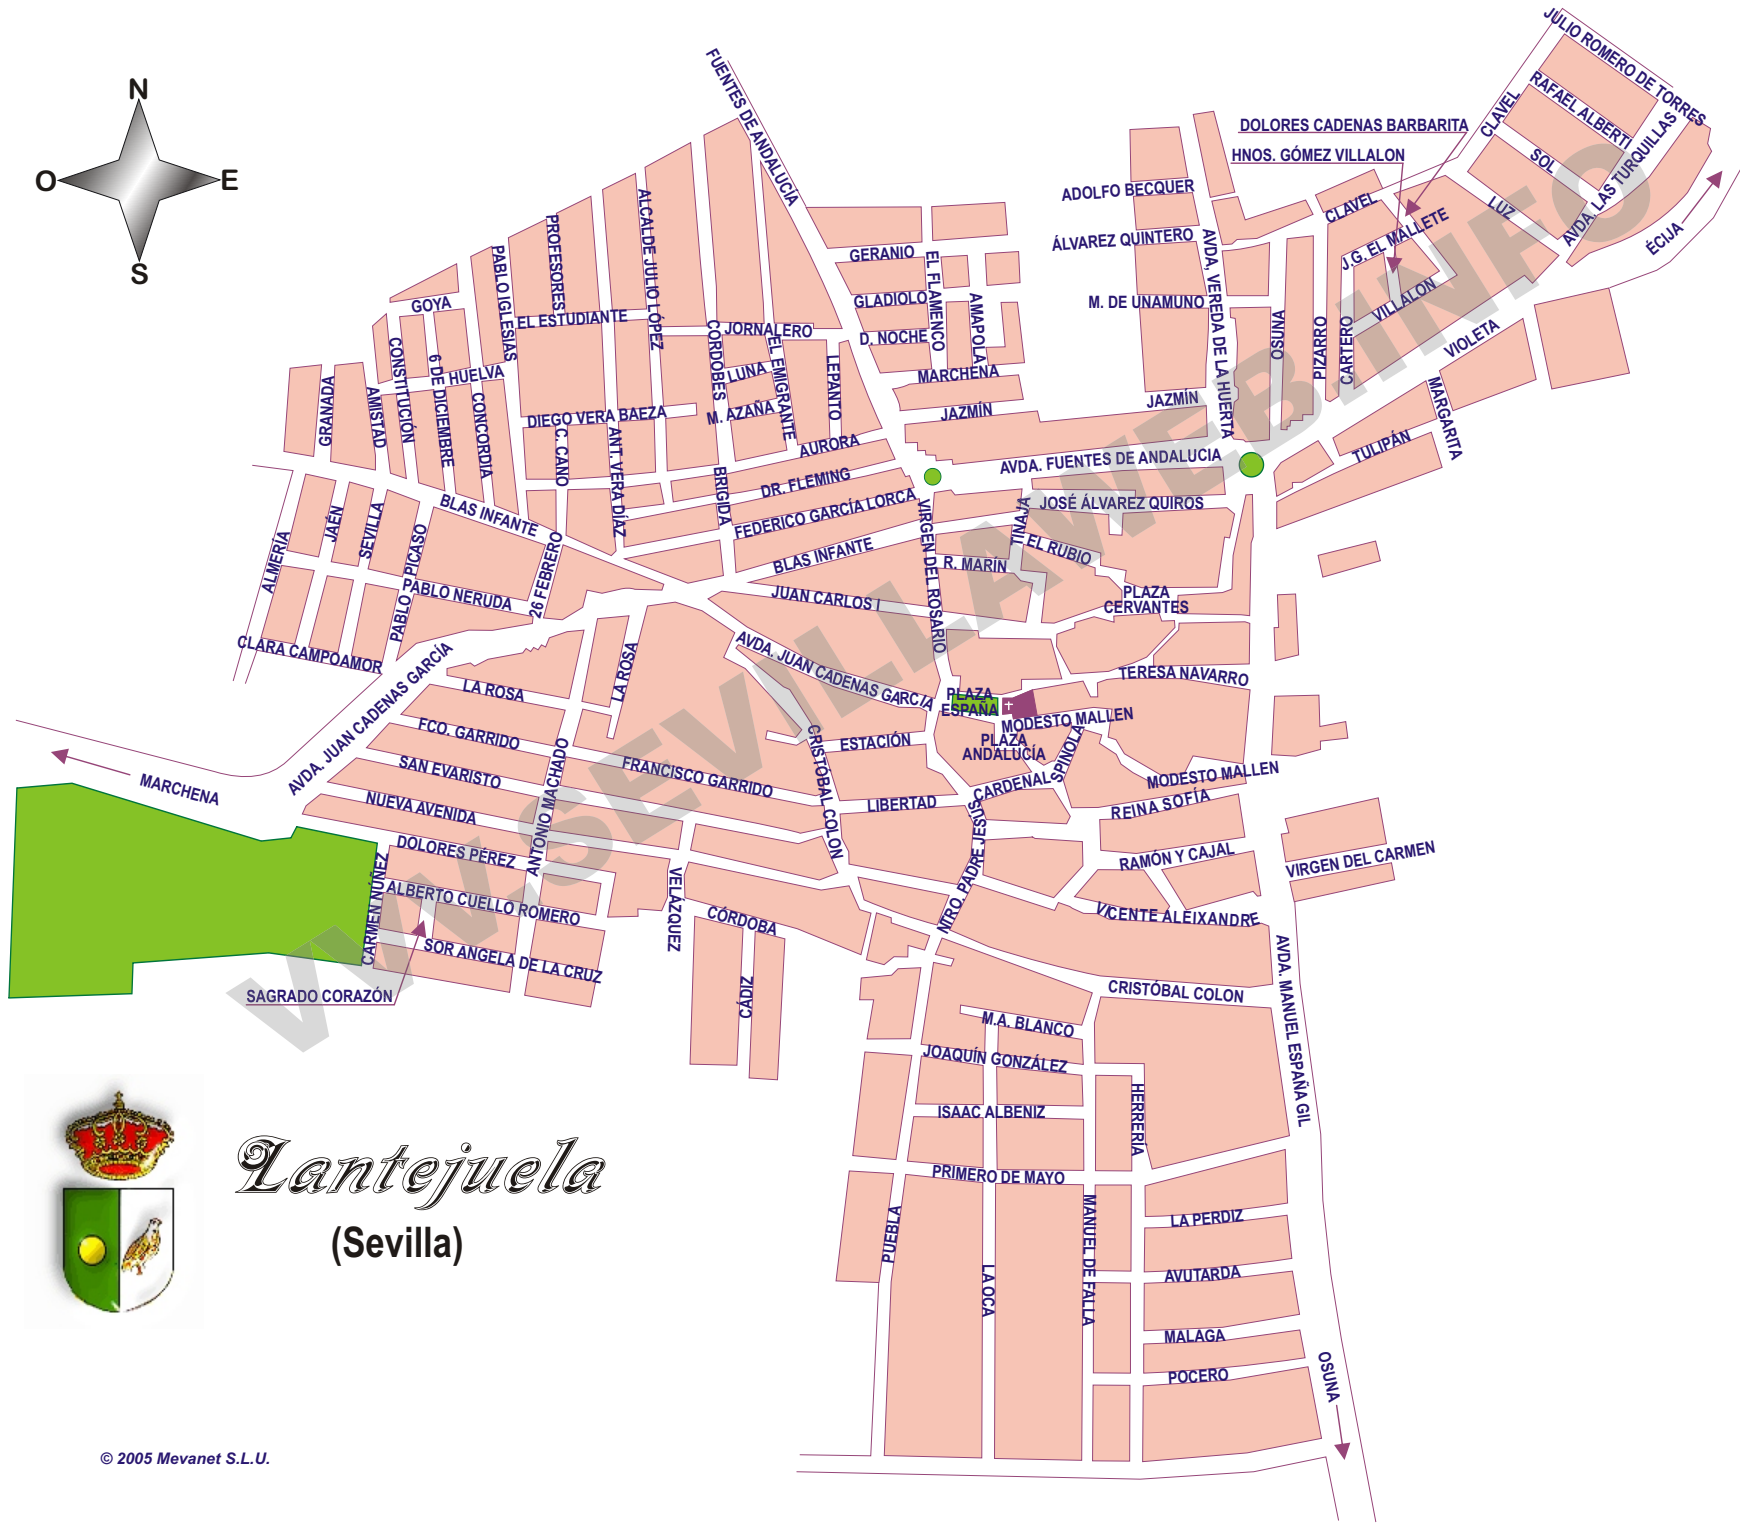 N
O
E
S
FUENTES DE ANDALUCÍA
JULIO ROMERO DE TORRES
RAFAEL ALBERTI
CLAVEL
SOL
AVDA. LAS TURQUILLAS
LUZ
ÉCIJA
DOLORES CADENAS BARBARITA
HNOS. GÓMEZ VILLALON
ADOLFO BECQUER
ÁLVAREZ QUINTERO
M. DE UNAMUNO
AVDA, VEREDA DE LA HUERTA
CLAVEL
J.G. EL MALLETE
VILLALON
OSUNA
PIZARRO
CARTERO
VIOLETA
MARGARITA
TULIPÁN
JAZMÍN
GERANIO
GLADIOLO
D. NOCHE
EL FLAMENCO
AMAPOLA
MARCHENA
JAZMÍN
ALCALDE JULIO LÓPEZ
PROFESORES
PABLO IGLESIAS
GOYA
EL ESTUDIANTE
JORNALERO
CORDOBES
LUNA
EL EMIGRANTE
LEPANTO
M. AZAÑA
CONSTITUCIÓN
6 DE DICIEMBRE
HUELVA
CONCORDIA
GRANADA
AMISTAD
DIEGO VERA BAEZA
C. CANO
ANT. VERA DÍAZ
AURORA
DR. FLEMING
BRIGIDA
FEDERICO GARCÍA LORCA
BLAS INFANTE
BLAS INFANTE
AVDA. FUENTES DE ANDALUCIA
JOSÉ ÁLVAREZ QUIROS
TINAJA
EL RUBIO
R. MARÍN
VIRGEN DEL ROSARIO
JUAN CARLOS I
PLAZA
CERVANTES
JAÉN
SEVILLA
PABLO PICASO
ALMERIA
PABLO NERUDA
26 FEBRERO
CLARA CAMPOAMOR
AVDA. JUAN CADENAS GARCÍA
AVDA. JUAN CADENAS GARCÍA
LA ROSA
LA ROSA
TERESA NAVARRO
PLAZA
ESPAÑA
MODESTO MALLEN
PLAZA
ANDALUCÍA
SPINOLA
CARDENAL
MODESTO MALLEN
REINA SOFÍA
ESTACIÓN
CRISTÓBAL COLON
LIBERTAD
FCO. GARRIDO
FRANCISCO GARRIDO
SAN EVARISTO
ANTONIO MACHADO
NUEVA AVENIDA
DOLORES PÉREZ
MARCHENA
CARMEN NÚÑEZ
ALBERTO CUELLO ROMERO
SOR ANGELA DE LA CRUZ
SAGRADO CORAZÓN
VELÁZQUEZ
CÓRDOBA
CÁDIZ
NTRO. PADRE JESUS
RAMÓN Y CAJAL
VIRGEN DEL CARMEN
VICENTE ALEIXANDRE
AVDA. MANUEL ESPAÑA GIL
CRISTÓBAL COLON
M.A. BLANCO
JOAQUÍN GONZÁLEZ
ISAAC ALBENIZ
HERRERÍA
PRIMERO DE MAYO
PUEBLA
LA OCA
MANUEL DE FALLA
LA PERDIZ
AVUTARDA
MALAGA
POCERO
OSUNA
WWW.SEVILLAWEB.INFO
Lantejuela
(Sevilla)
© 2005 Mevanet S.L.U.